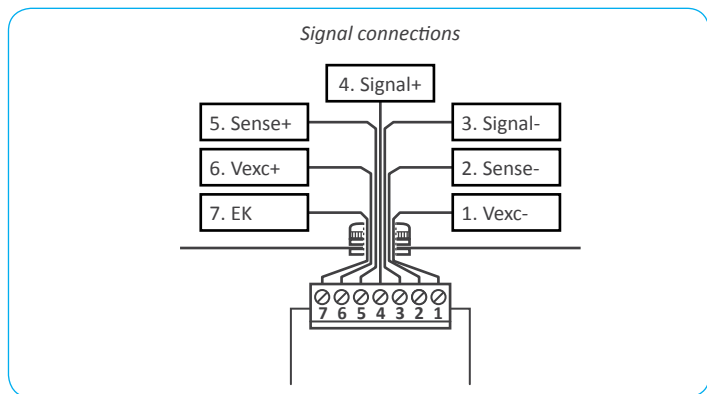 Signal connections
4. Signal+
5. Sense+
3. Signal-
6. Vexc+
2. Sense-
7. EK
1. Vexc-
7 6 5 4 3 2 1